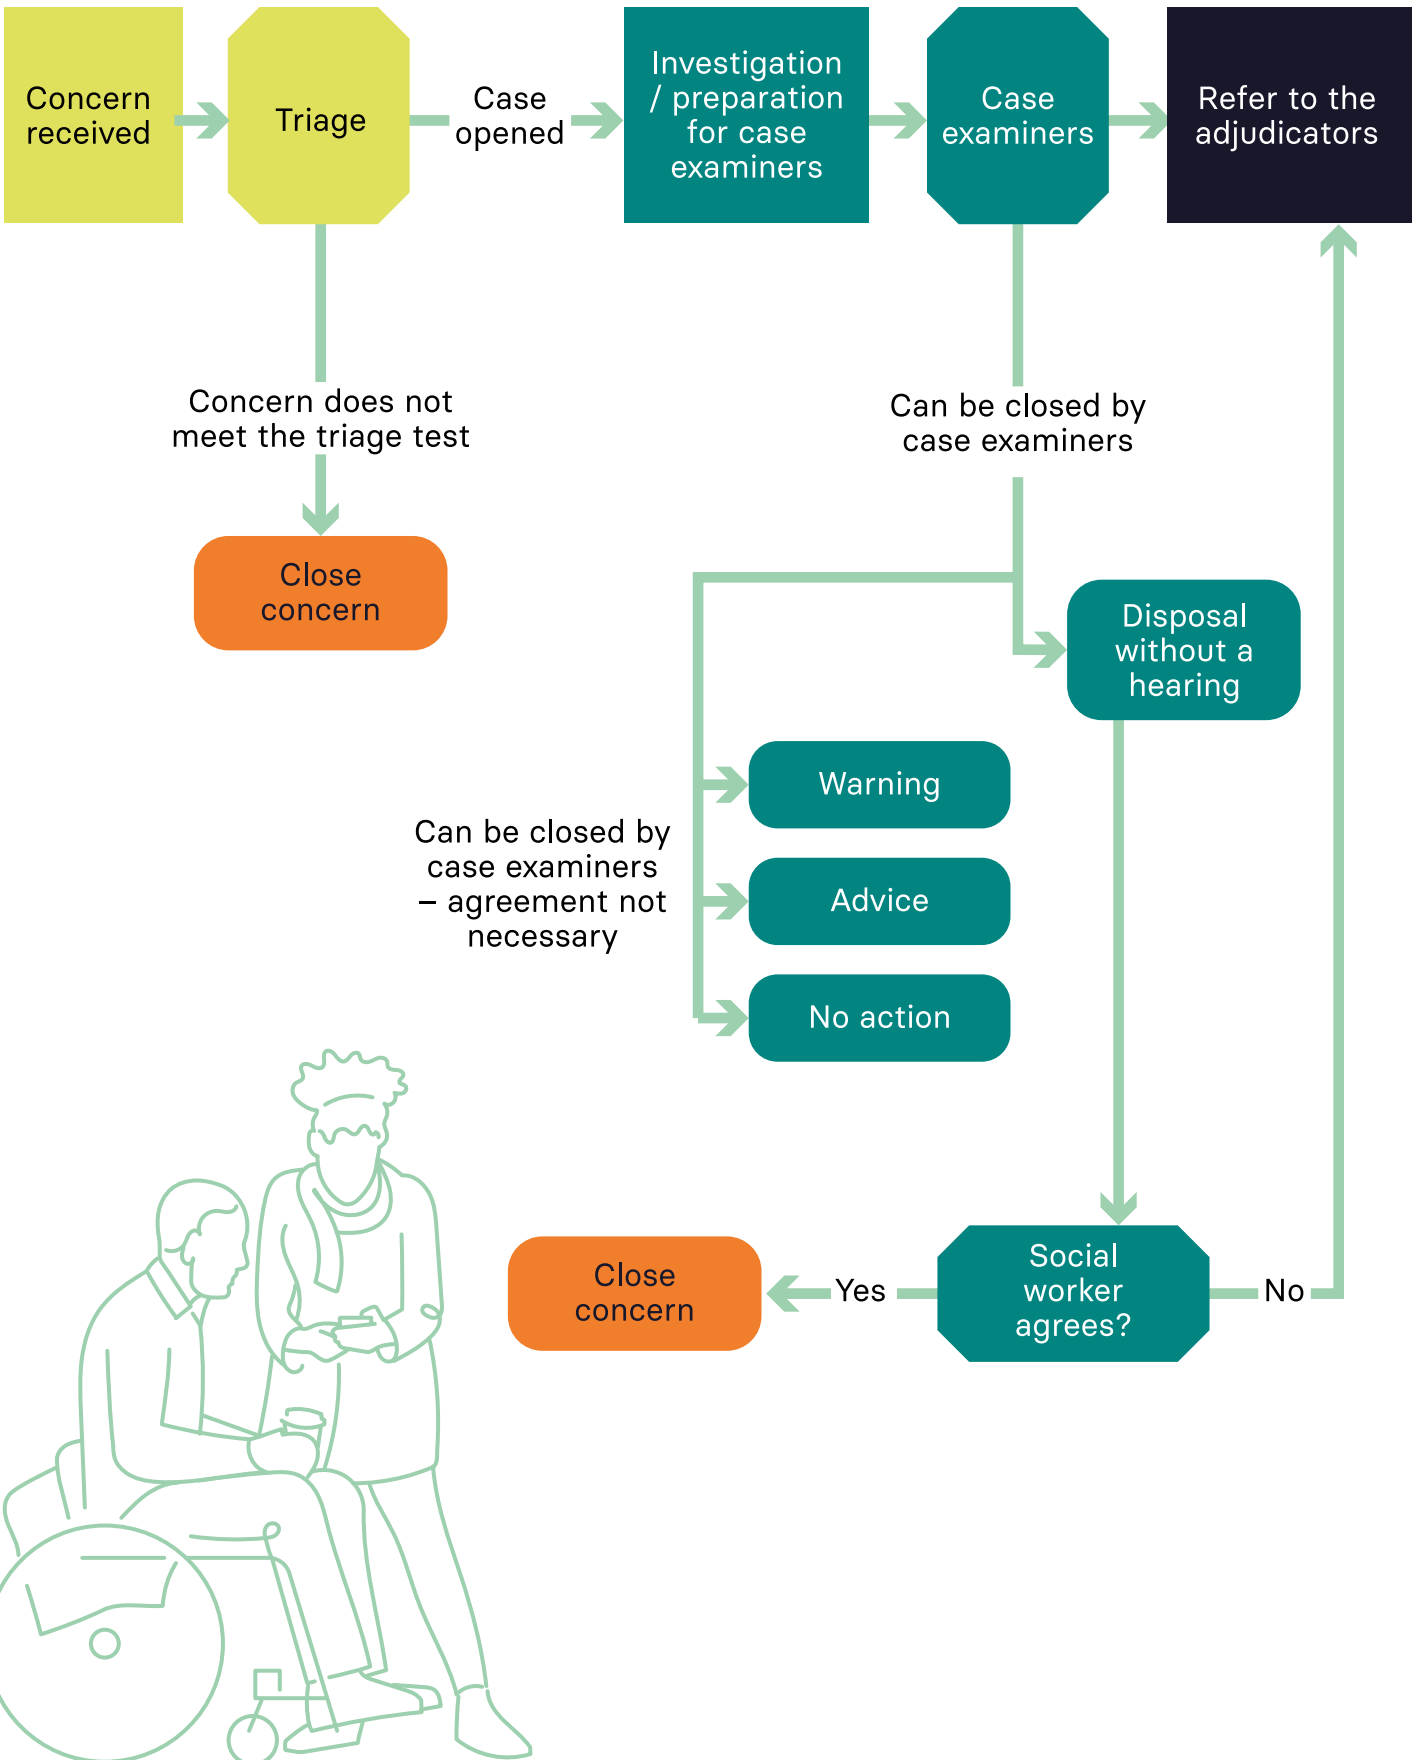 Concern
received
Triage
Case
opened
Investigation
/ preparation
for case
examiners
Case
examiners
Refer to the
adjudicators
Concern does not
meet the triage test
Close
concern
Can be closed by
case examiners
Disposal
without a
hearing
Can be closed by
case examiners
– agreement not
necessary
Warning
Advice
No action
Close
concern
Yes
Social
worker
agrees?
No